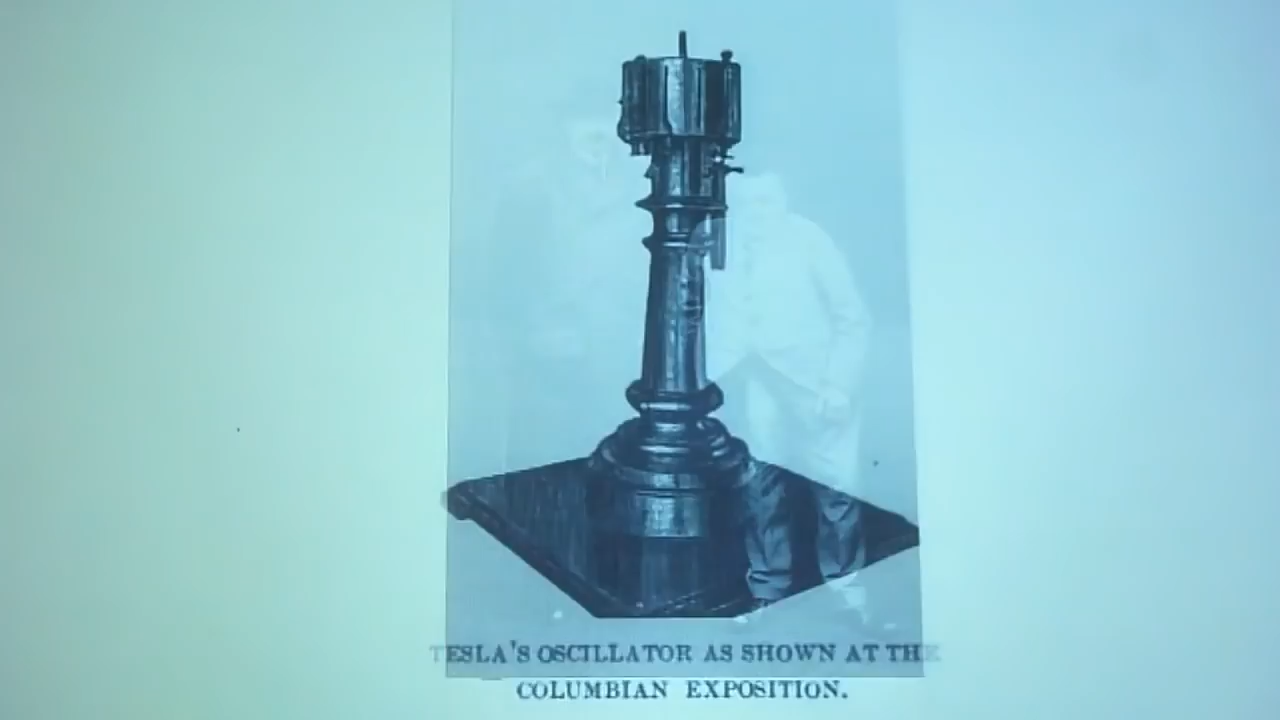 TESLA'S OSCILLATOR AS SHOWN AT THE
COLUMBIAN EXPOSITION.